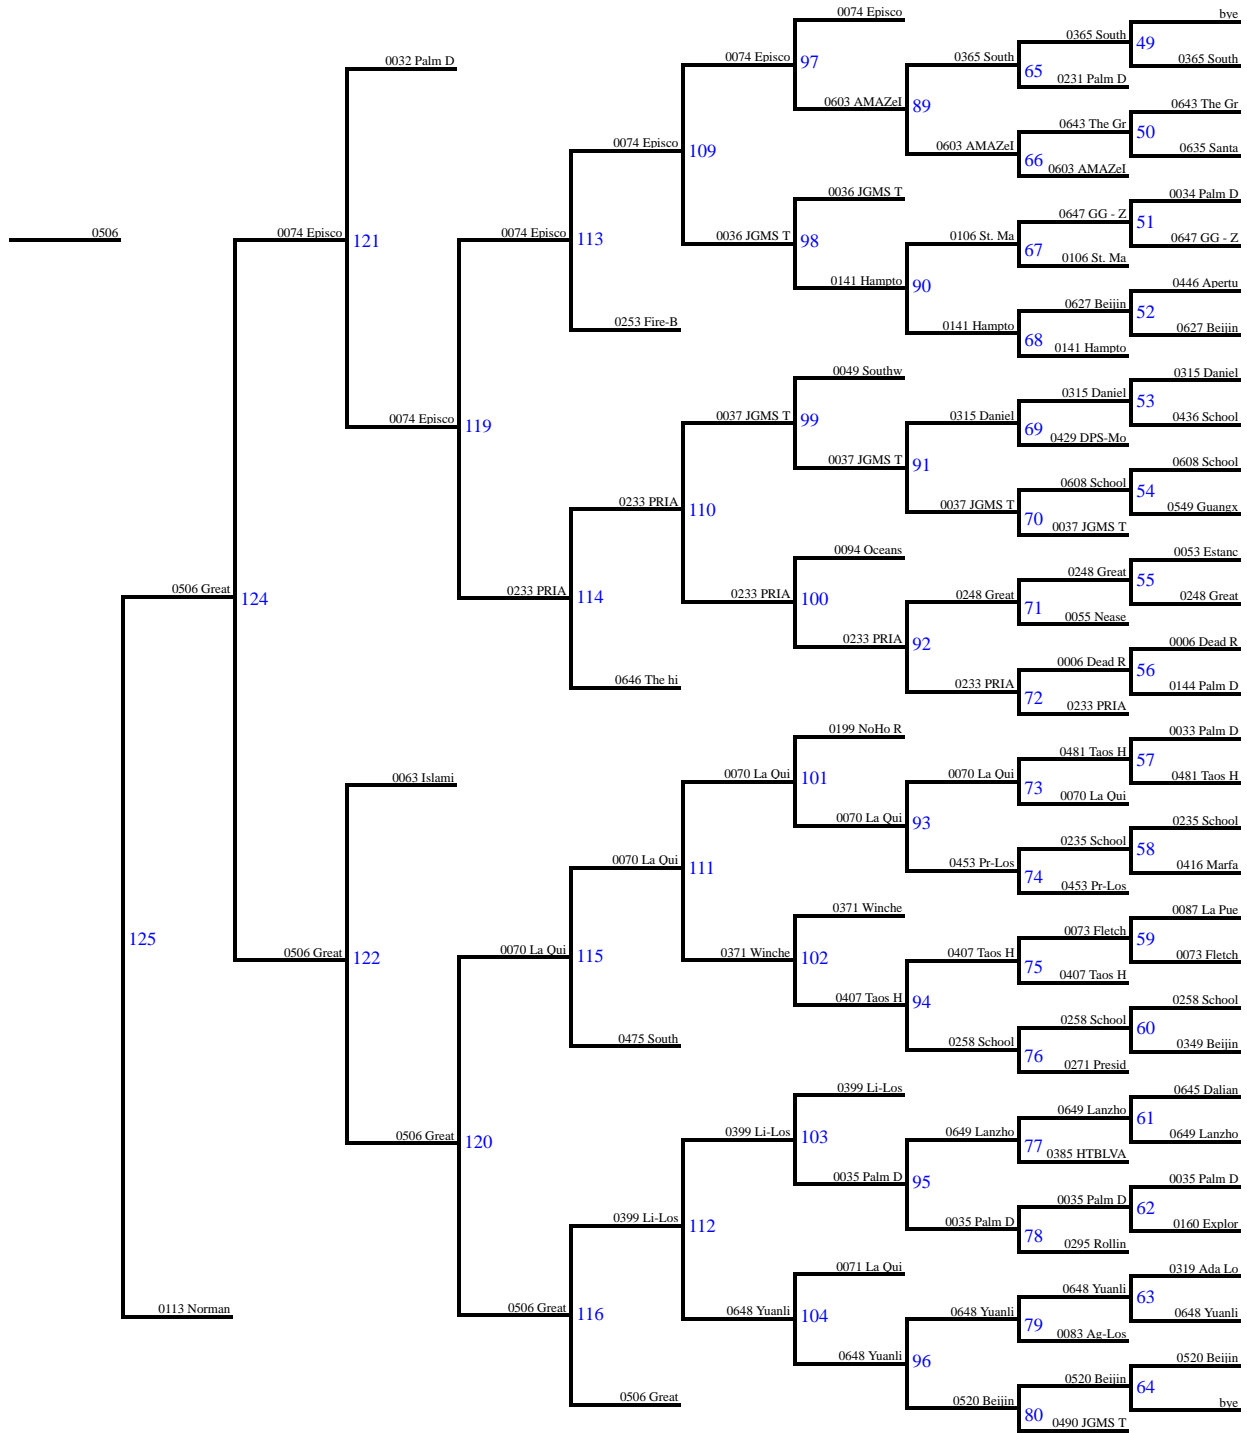 bye
0074 Episco
0365 South
49
0032 Palm D
0074 Episco
97
0365 South
65
0365 South
0231 Palm D
0603 AMAZeI
89
0643 The Gr
0643 The Gr
50
0074 Episco
109
0603 AMAZeI
66
0635 Santa
0603 AMAZeI
0036 JGMS T
0034 Palm D
0647 GG - Z
51
0506
0074 Episco
121
0074 Episco
113
0036 JGMS T
98
0106 St. Ma
67
0647 GG - Z
0106 St. Ma
0141 Hampto
90
0446 Apertu
0627 Beijin
52
0253 Fire-B
0141 Hampto
68
0627 Beijin
0141 Hampto
0049 Southw
0315 Daniel
0315 Daniel
53
0074 Episco
119
0037 JGMS T
99
0315 Daniel
69
0436 School
0429 DPS-Mo
0037 JGMS T
91
0608 School
0608 School
54
0233 PRIA
110
0037 JGMS T
70
0549 Guangx
0037 JGMS T
0094 Oceans
0053 Estanc
0248 Great
55
0506 Great
124
0233 PRIA
114
0233 PRIA
100
0248 Great
71
0248 Great
0055 Nease
0233 PRIA
92
0006 Dead R
0006 Dead R
56
0646 The hi
0233 PRIA
72
0144 Palm D
0233 PRIA
0199 NoHo R
0033 Palm D
0481 Taos H
57
0063 Islami
101
0070 La Qui
73
0481 Taos H
0070 La Qui
0070 La Qui
93
0235 School
0235 School
58
0070 La Qui
111
0453 Pr-Los
74
0416 Marfa
0453 Pr-Los
0371 Winche
0087 La Pue
125
0073 Fletch
59
0506 Great
122
0070 La Qui
115
0371 Winche
102
0407 Taos H
75
0073 Fletch
0407 Taos H
0407 Taos H
94
0258 School
0258 School
60
0475 South
0258 School
76
0349 Beijin
0271 Presid
0399 Li-Los
0645 Dalian
0649 Lanzho
61
0506 Great
120
0399 Li-Los
103
0649 Lanzho
77
0649 Lanzho
0385 HTBLVA
0035 Palm D
95
0035 Palm D
0035 Palm D
62
0399 Li-Los
112
0035 Palm D
78
0160 Explor
0295 Rollin
0071 La Qui
0319 Ada Lo
0648 Yuanli
63
0113 Norman
0506 Great
116
0648 Yuanli
104
0648 Yuanli
79
0648 Yuanli
0083 Ag-Los
0648 Yuanli
96
0520 Beijin
0520 Beijin
64
0506 Great
0520 Beijin
80
bye
0490 JGMS T